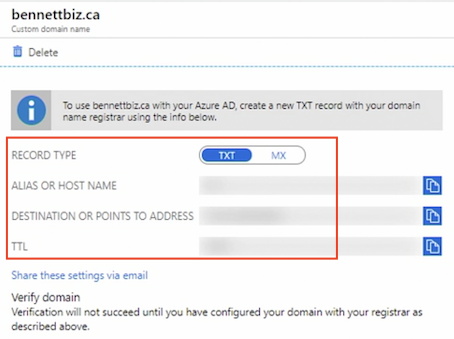 bennettbiz.ca
Custom domain name
Delete
To use bennettbiz.ca with your Azure AD, create a new TXT record with your domain
name registrar using the info below.
RECORD TYPE
TXT MX
ALIAS OR HOST NAME
DESTINATION OR POINTS TO ADDRESS
TTL
Share these settings via email
Verify domain
Verification will not succeed until you have configured your domain with your registrar as
described above.